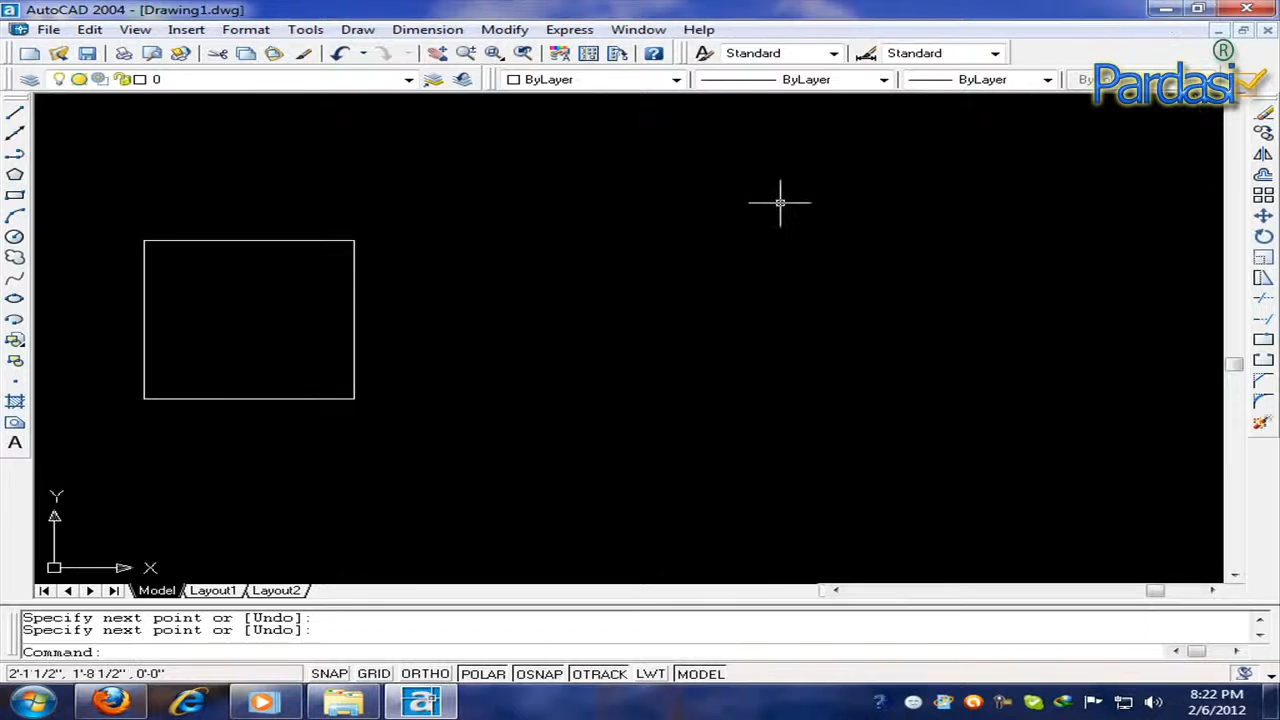 AutoCAD 2004 - [Drawing1.dwg]
File Edit View Insert Format Tools Draw Dimension Modify Express Window Help
Standard Standard
0 ByLayer ByLayer ByLayer
Pardasi
®
Y
X
Model Layout1 Layout2
Specify next point or [Undo]:
Specify next point or [Undo]:
Command:
2'-1 1/2", 1'-8 1/2", 0'-0" SNAP GRID ORTHO POLAR OSNAP OTRACK LWT MODEL
8:22 PM
2/6/2012